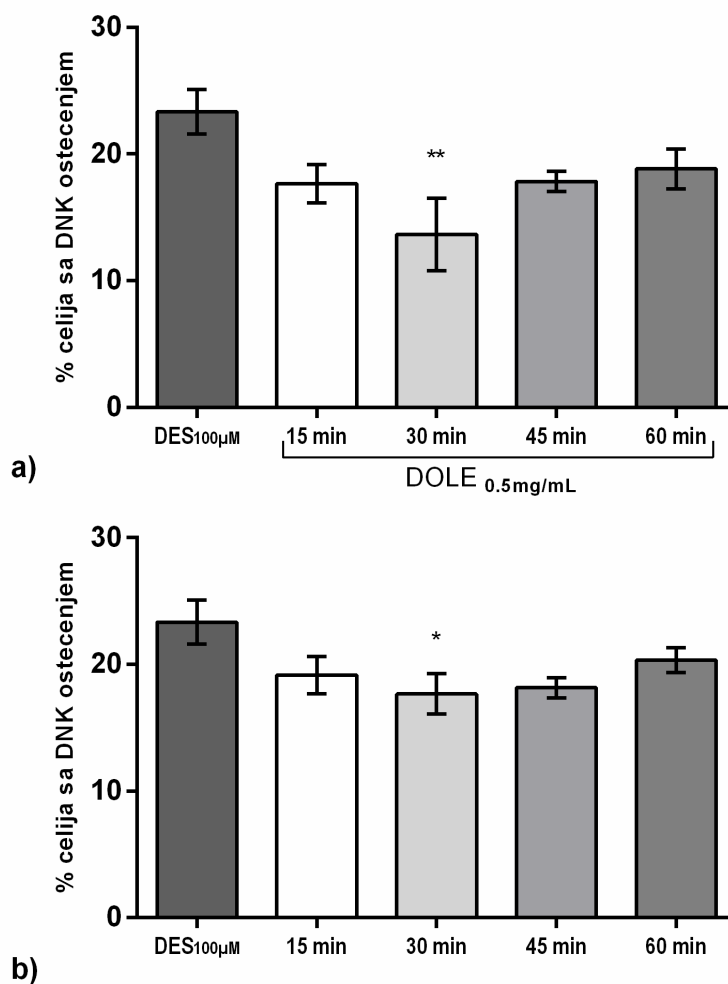 30
20
10
0
% celija sa DNK ostecenjem
**
DES100µM 15 min 30 min 45 min 60 min
DOLE 0.5mg/mL
a)
30
20
10
0
% celija sa DNK ostecenjem
*
DES100µM 15 min 30 min 45 min 60 min
b)